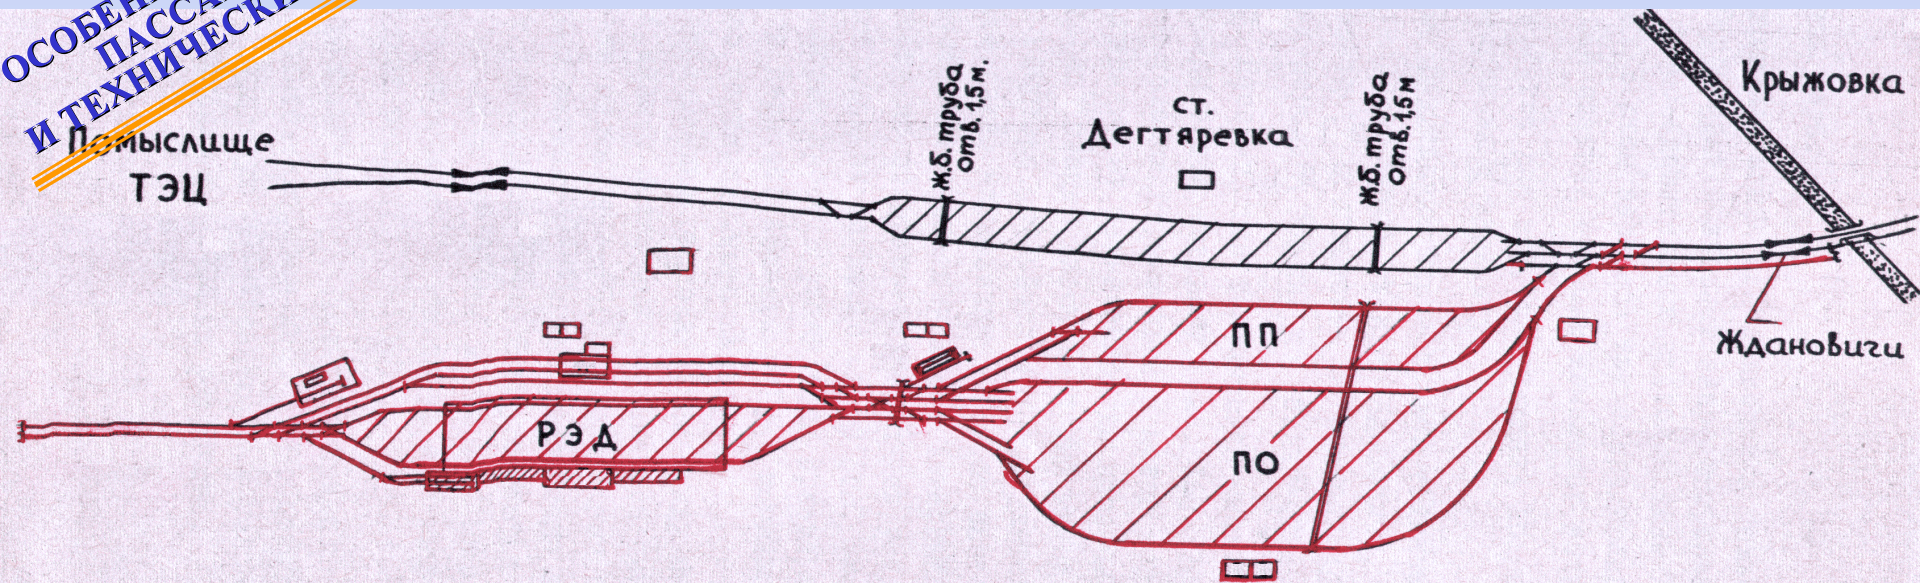 ОСОБЕН
ПАССА
И ТЕХНИЧЕСКИ
Помыслище
ТЭЦ
ж.б. труба
отв. 1,5 м.
ст.
Дегтяревка
ж.б. труба
отв. 1,5 м
Крыжовка
Ждановичи
ПП
РЭД
ПО